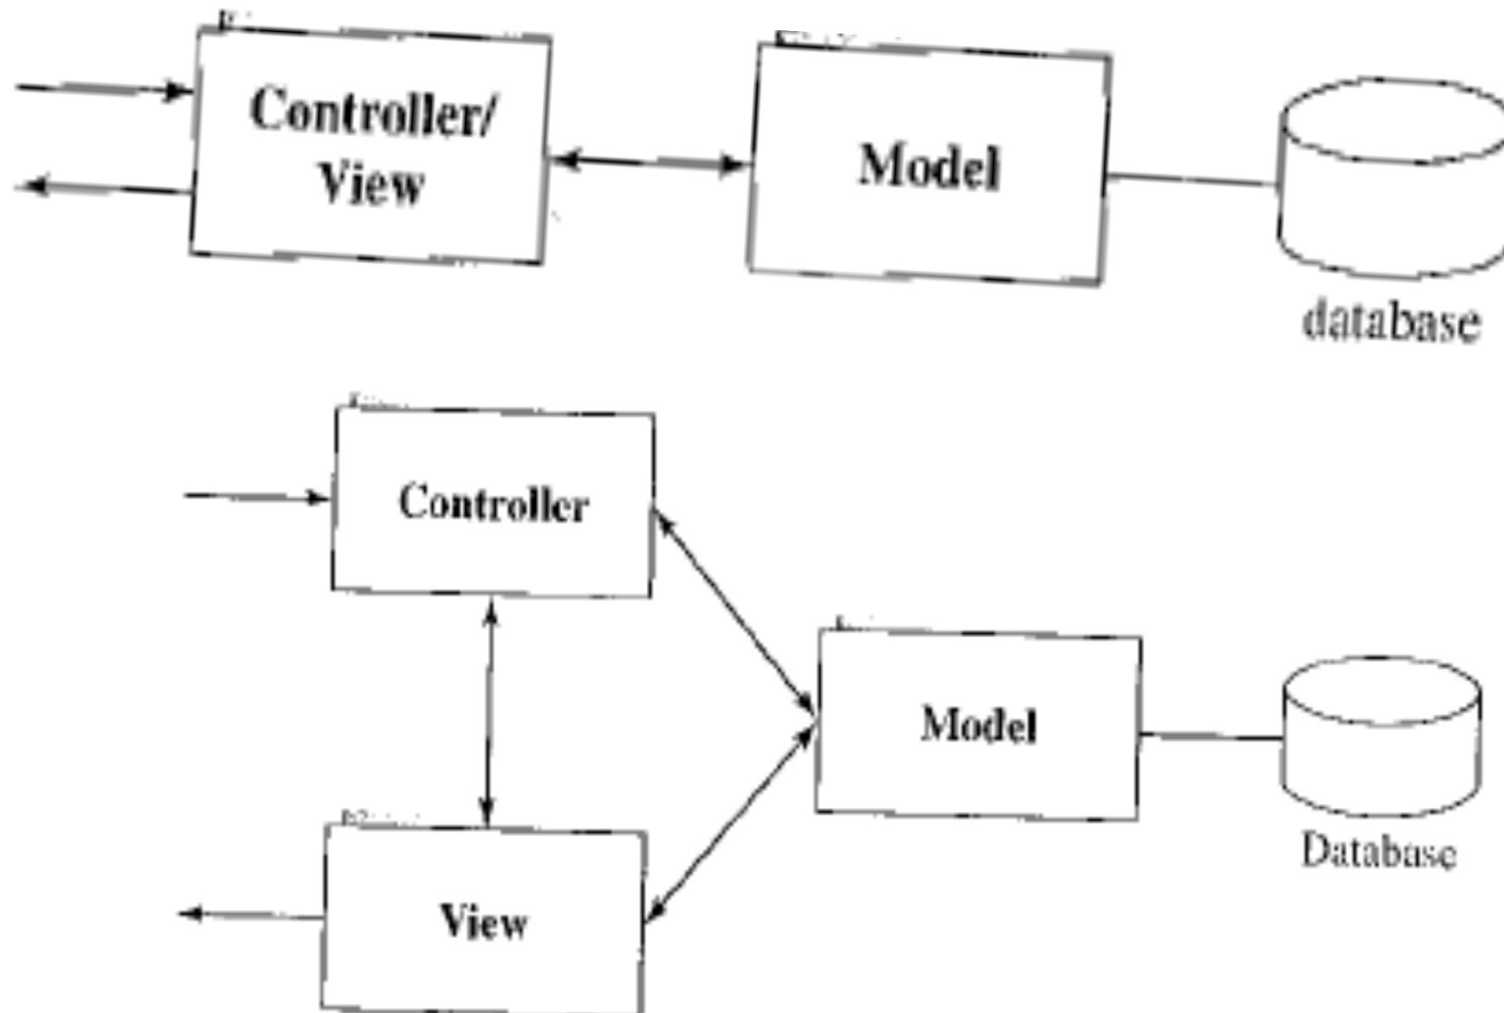 Controller/
View
Model
database
Controller
Model
Database
View